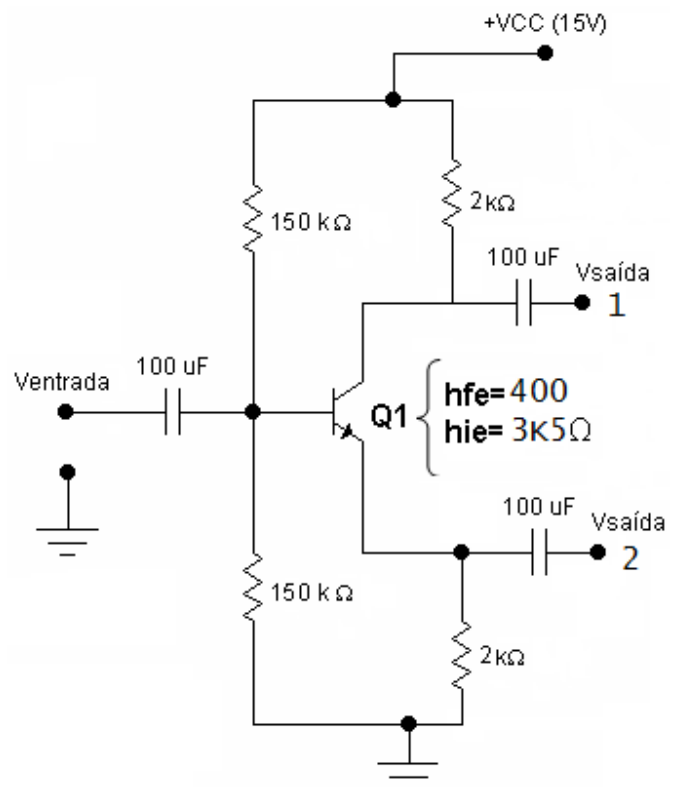 +VCC (15V)
2KΩ
150 kΩ
100 uF
Vsaída
1
100 uF
Ventrada
Q1
hfe= 400
hie= 3K5Ω
100 uF
Vsaída
2
150 k Ω
2KΩ